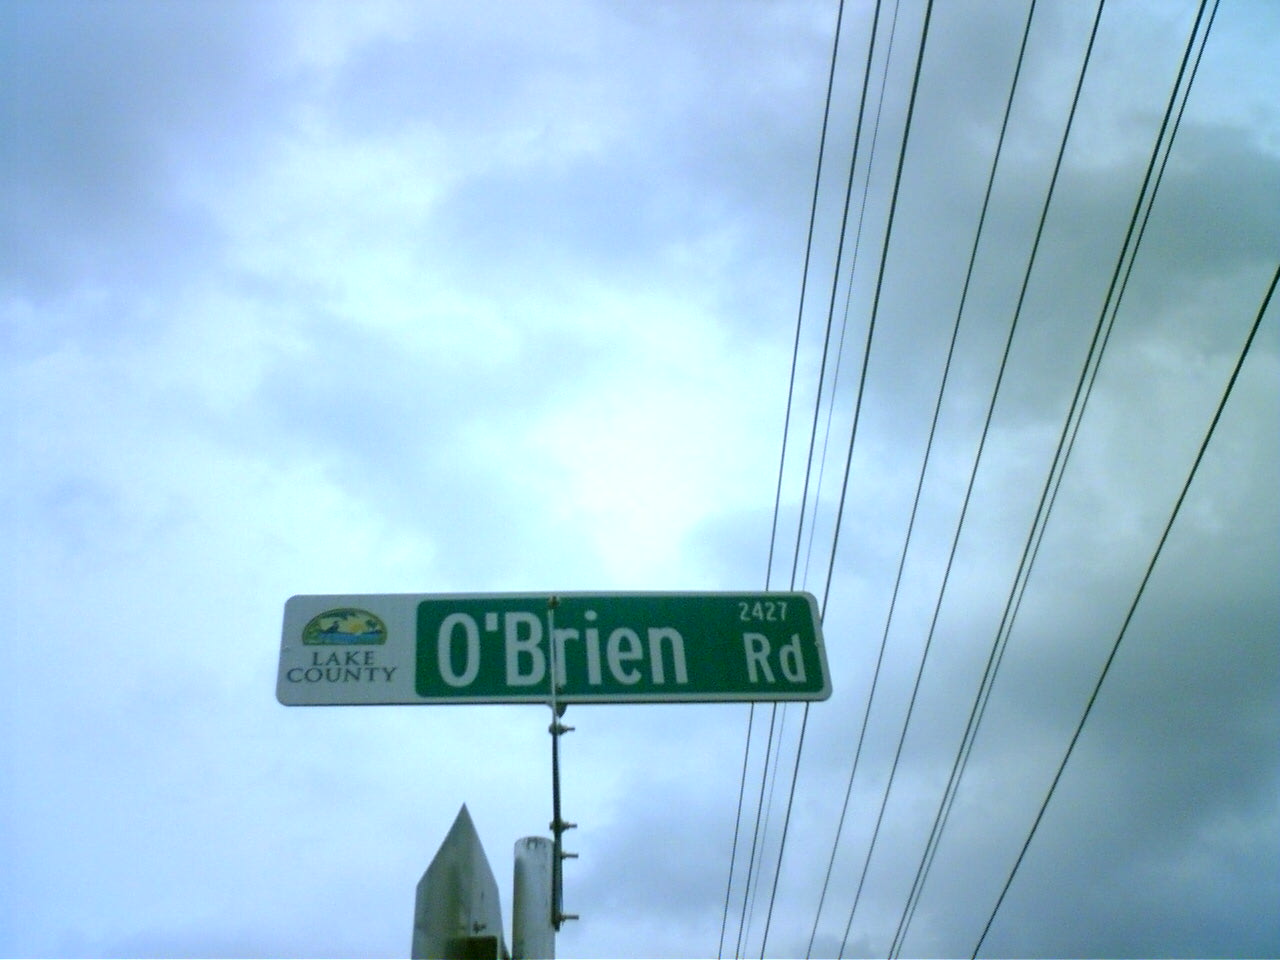 LAKE
COUNTY
O'Brien
2427
Rd